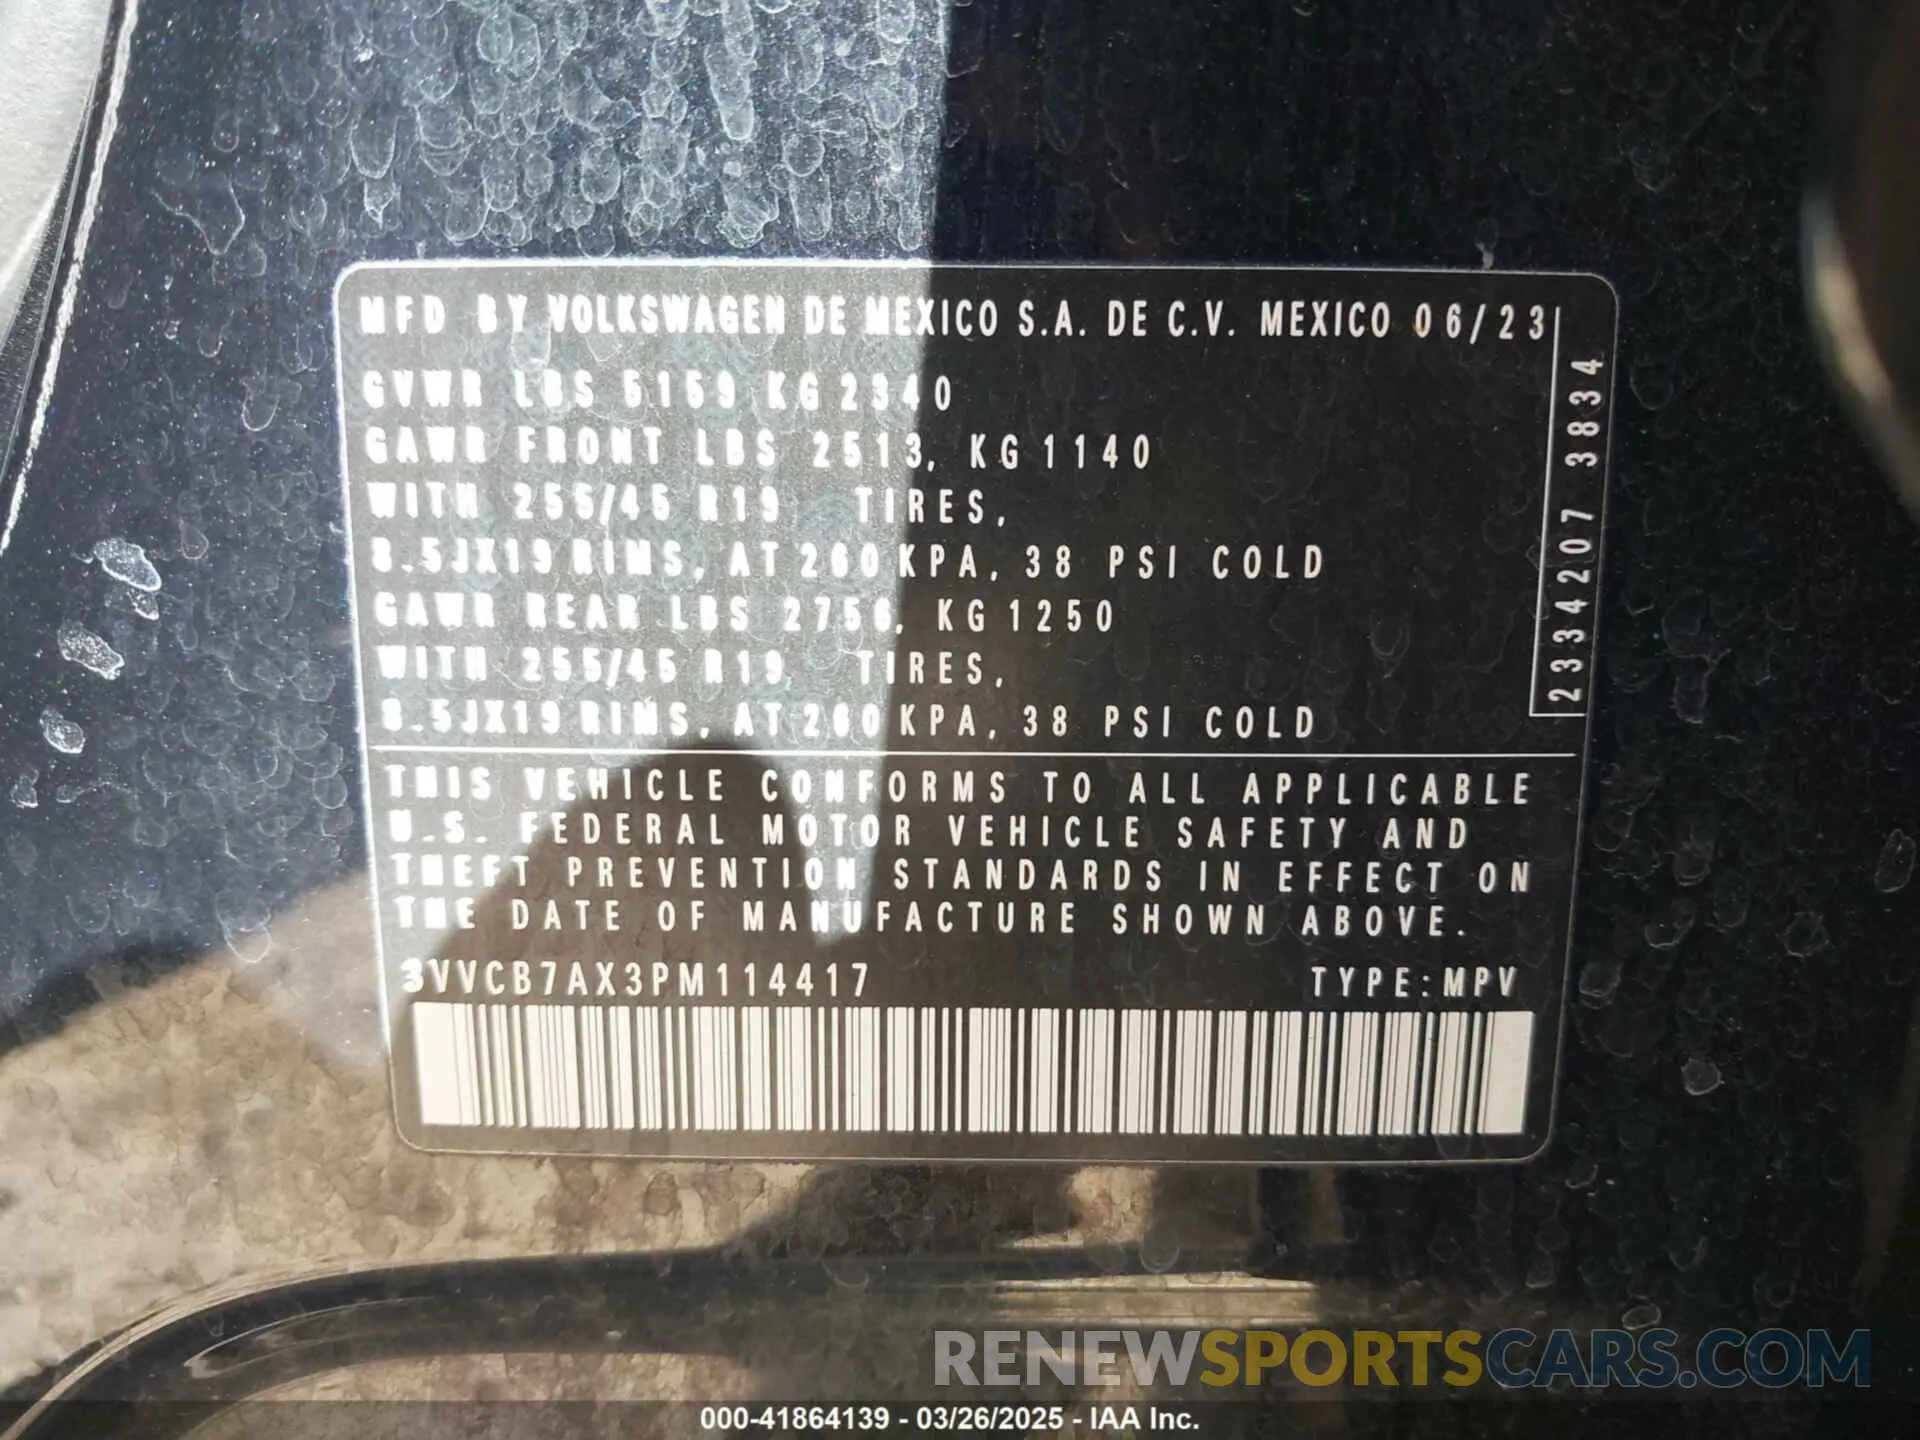 MFD BY VOLKSWAGEN DE MEXICO S.A. DE C.V. MEXICO 06/23
GVWR LBS 5159 KG 2340
GAWR FRONT LBS 2513, KG 1140
WITH 255/45 R19 TIRES,
8.5JX19 RIMS, AT 260 KPA, 38 PSI COLD
GAWR REAR LBS 2756, KG 1250
WITH 255/45 R19 TIRES,
8.5JX19 RIMS, AT 260 KPA, 38 PSI COLD
2334207 3834
THIS VEHICLE CONFORMS TO ALL APPLICABLE
U.S. FEDERAL MOTOR VEHICLE SAFETY AND
THEFT PREVENTION STANDARDS IN EFFECT ON
THE DATE OF MANUFACTURE SHOWN ABOVE.
3VVCB7AX3PM114417 TYPE:MPV
RENEWSPORTSCARS.COM
000-41864139 - 03/26/2025 - IAA Inc.